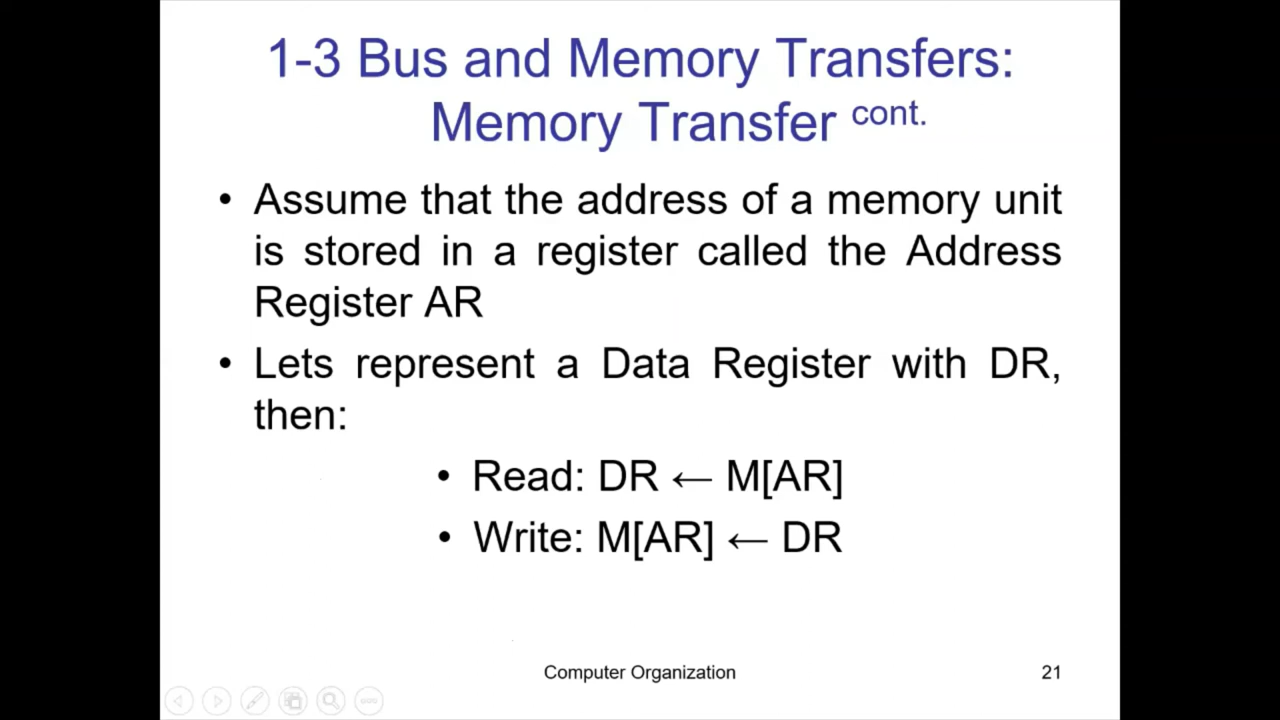 1-3 Bus and Memory Transfers:
Memory Transfer cont.
• Assume that the address of a memory unit
is stored in a register called the Address
Register AR
• Lets represent a Data Register with DR,
then:
• Read: DR ← M[AR]
• Write: M[AR] ← DR
Computer Organization
21